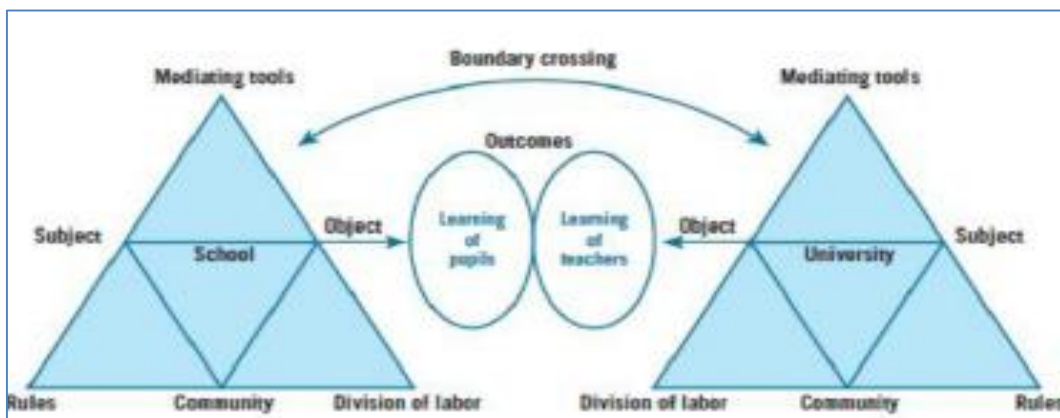 Boundary crossing
Mediating tools
Mediating tools
Outcomes
Subject
Object
Learning
of
pupils
Learning
of
teachers
Object
Subject
School
University
Rules
Community
Division of labor
Division of labor
Community
Rules